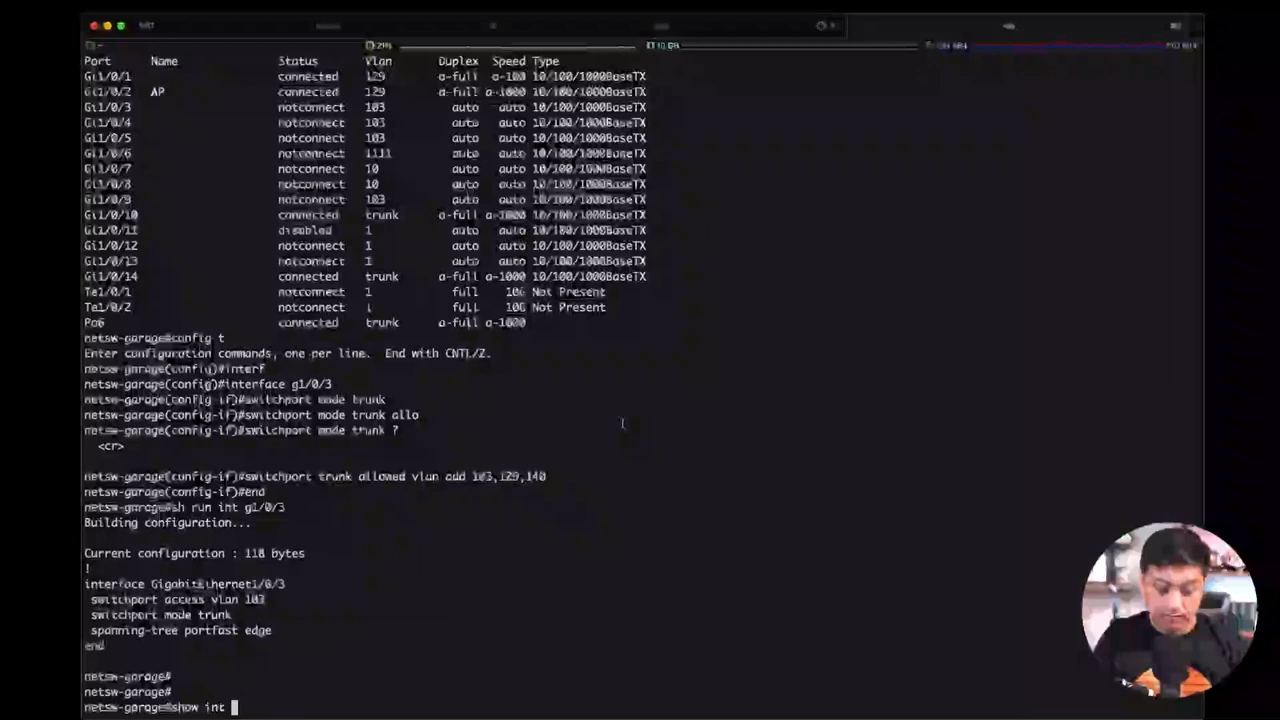 Port Name Status Vlan Duplex Speed Type
Gi1/0/1 connected 129 a-full a-100 10/100/1000BaseTX
Gi1/0/2 AP connected 129 a-full a-1000 10/100/1000BaseTX
Gi1/0/3 notconnect 103 auto auto 10/100/1000BaseTX
Gi1/0/4 notconnect 103 auto auto 10/100/1000BaseTX
Gi1/0/5 notconnect 103 auto auto 10/100/1000BaseTX
Gi1/0/6 notconnect 1111 auto auto 10/100/1000BaseTX
Gi1/0/7 notconnect 10 auto auto 10/100/1000BaseTX
Gi1/0/8 notconnect 10 auto auto 10/100/1000BaseTX
Gi1/0/9 notconnect 103 auto auto 10/100/1000BaseTX
Gi1/0/10 connected trunk a-full a-1000 10/100/1000BaseTX
Gi1/0/11 disabled 1 auto auto 10/100/1000BaseTX
Gi1/0/12 notconnect 1 auto auto 10/100/1000BaseTX
Gi1/0/13 notconnect 1 auto auto 10/100/1000BaseTX
Gi1/0/14 connected trunk a-full a-1000 10/100/1000BaseTX
Te1/0/1 notconnect 1 full Not Present
Te1/0/2 notconnect 1 full Not Present
Po6 connected trunk a-full a-1000
netsw-garage#config t
Enter configuration commands, one per line. End with CNTL/Z.
netsw-garage(config)#interf
netsw-garage(config)#interface g1/0/3
netsw-garage(config-if)#switchport mode trunk
netsw-garage(config-if)#switchport mode trunk allo
netsw-garage(config-if)#switchport mode trunk ?
<cr>
netsw-garage(config-if)#switchport trunk allowed vlan add 103,129,140
netsw-garage(config-if)#end
netsw-garage#sh run int g1/0/3
Building configuration...
Current configuration : 118 bytes
!
interface GigabitEthernet1/0/3
switchport access vlan 103
switchport mode trunk
spanning-tree portfast edge
end
netsw-garage#
netsw-garage#
netsw-garage#show int